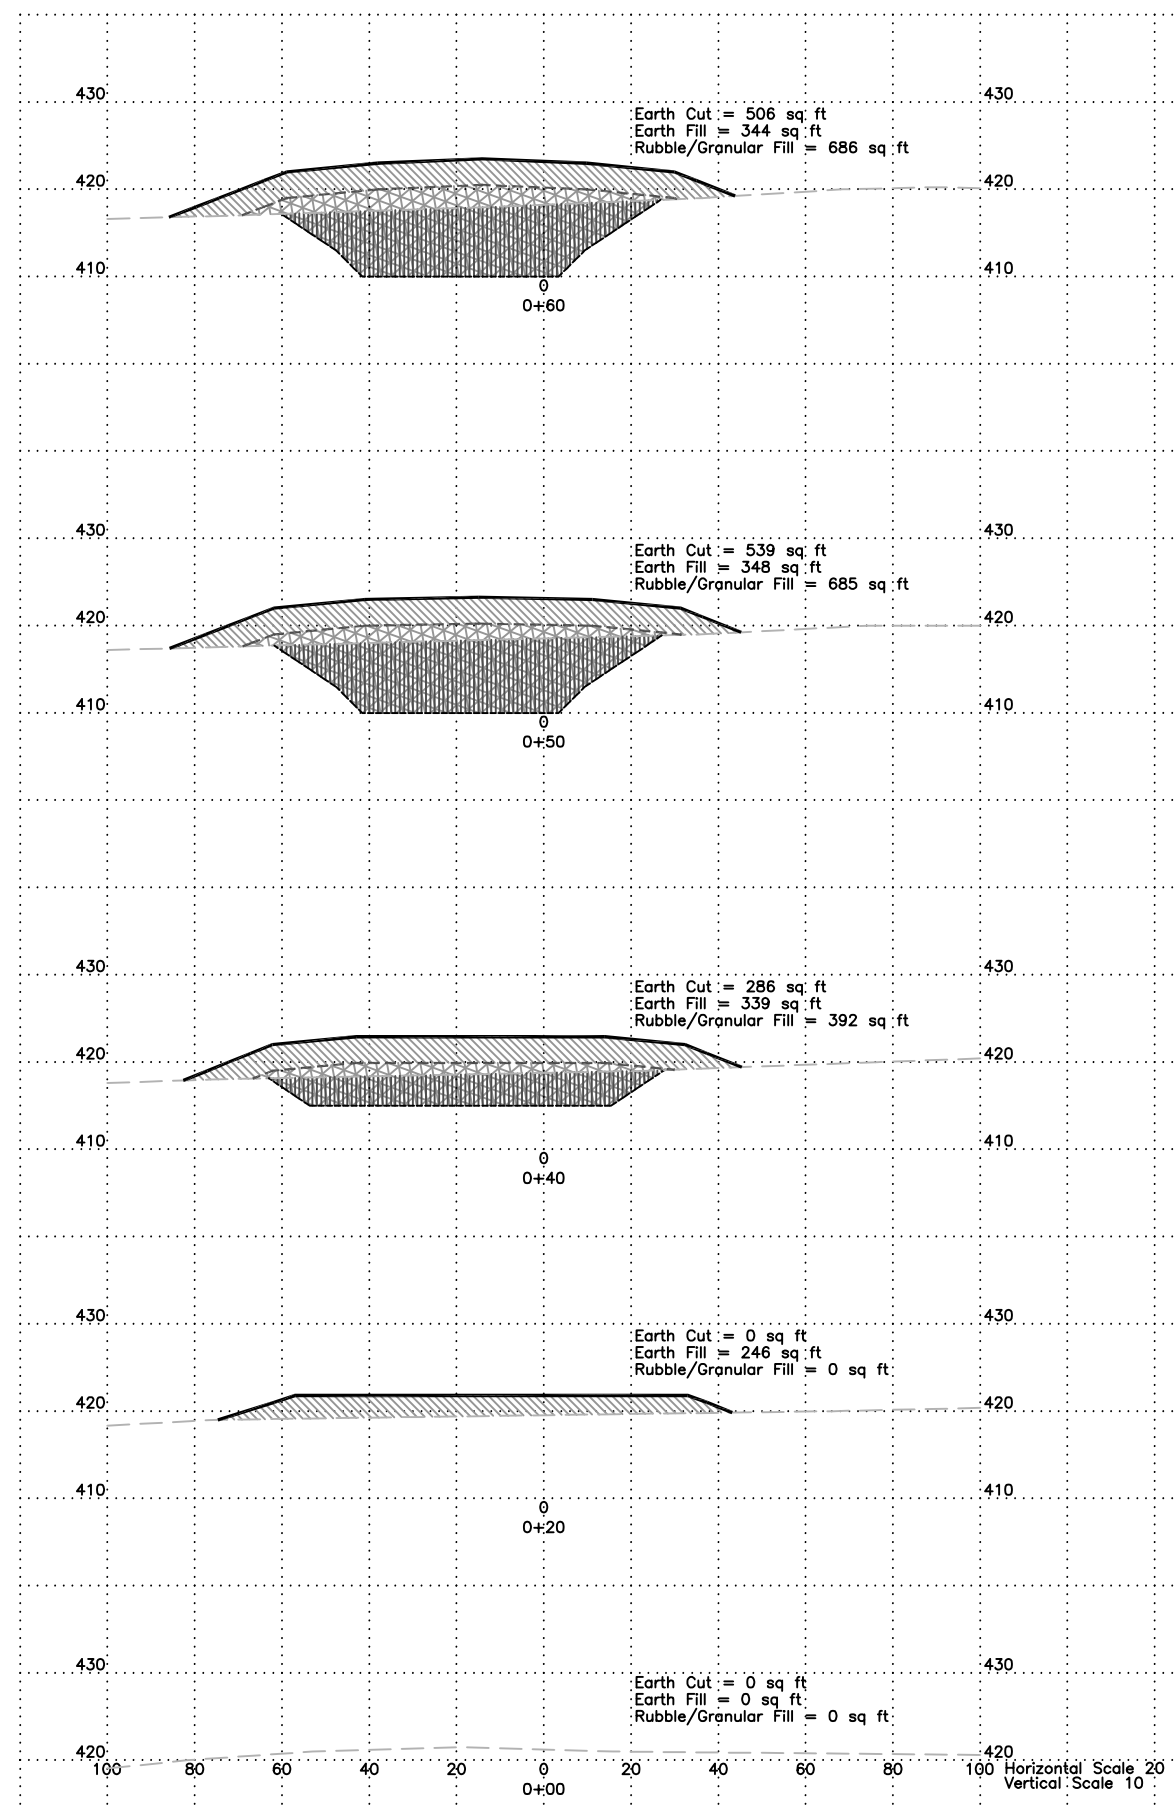 430 430
Earth Cut = 506 sq ft
Earth Fill = 344 sq ft
Rubble/Granular Fill = 686 sq ft
420 420
410 410
0
0+60
430 430
Earth Cut = 539 sq ft
Earth Fill = 348 sq ft
Rubble/Granular Fill = 685 sq ft
420 420
410 410
0
0+50
430 430
Earth Cut = 286 sq ft
Earth Fill = 339 sq ft
Rubble/Granular Fill = 392 sq ft
420 420
410 410
0
0+40
430 430
Earth Cut = 0 sq ft
Earth Fill = 246 sq ft
Rubble/Granular Fill = 0 sq ft
420 420
410 410
0
0+20
430 430
Earth Cut = 0 sq ft
Earth Fill = 0 sq ft
Rubble/Granular Fill = 0 sq ft
420 420
100 80 60 40 20 0 20 40 60 80 100 Horizontal Scale 20
Vertical Scale 10
0+00